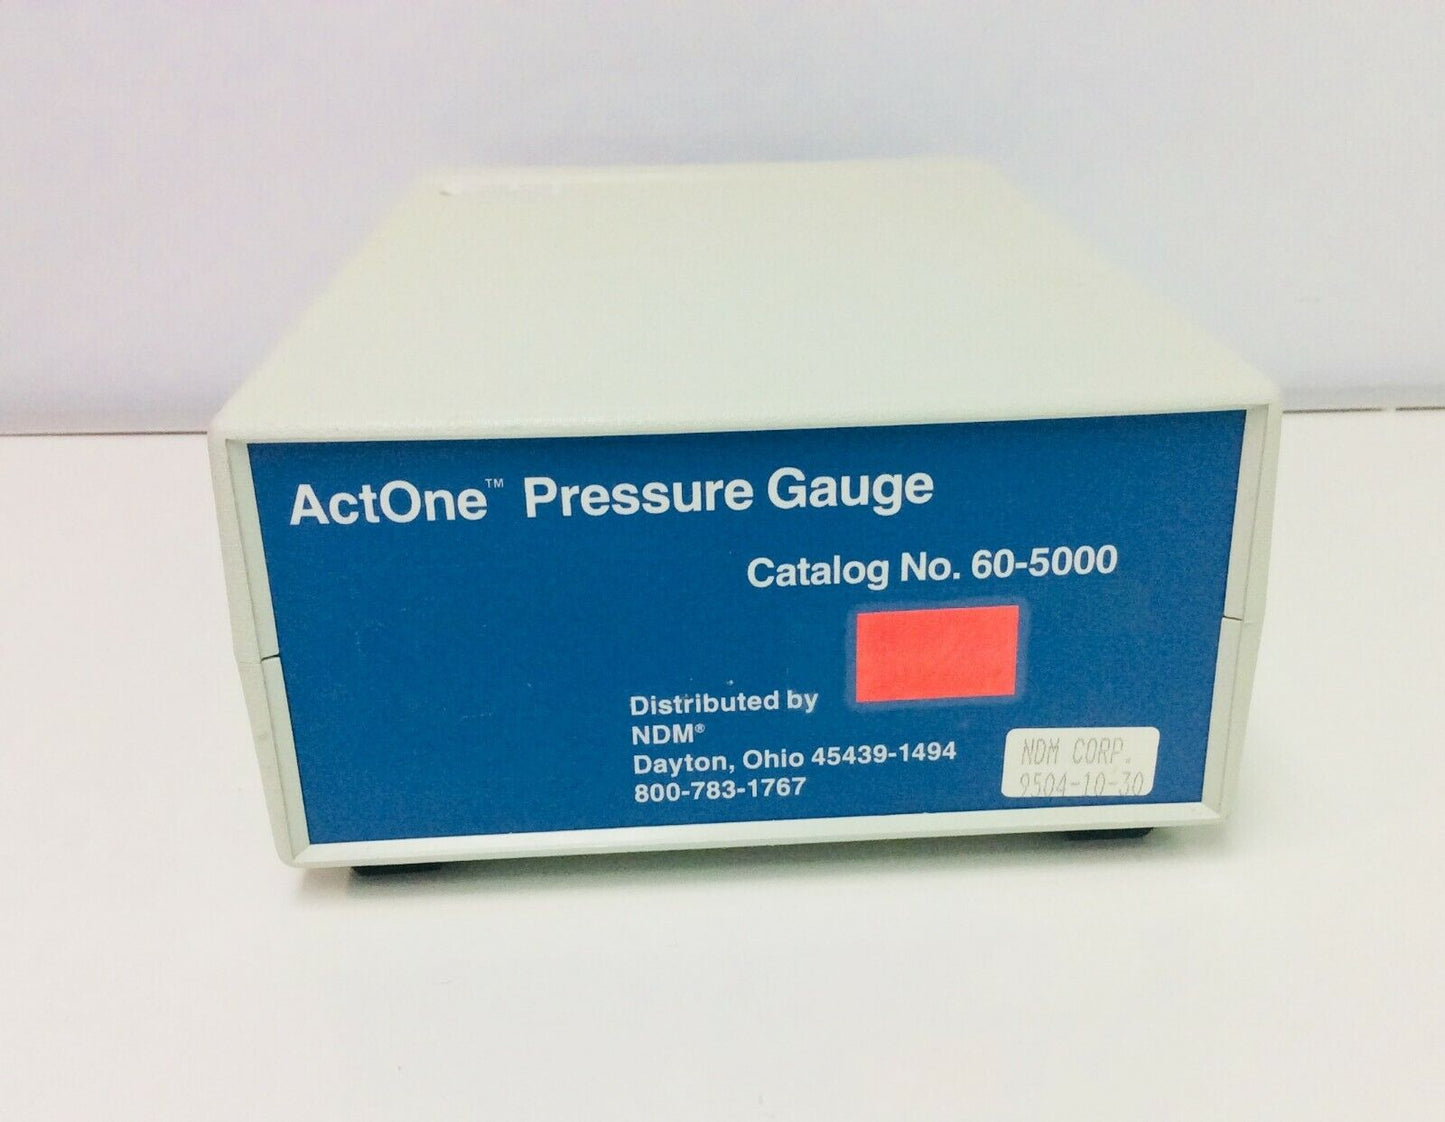 ActOne™ Pressure Gauge
Catalog No. 60-5000
Distributed by
NDM®
Dayton, Ohio 45439-1494
800-783-1767
NDM CORP.
9504-10-30